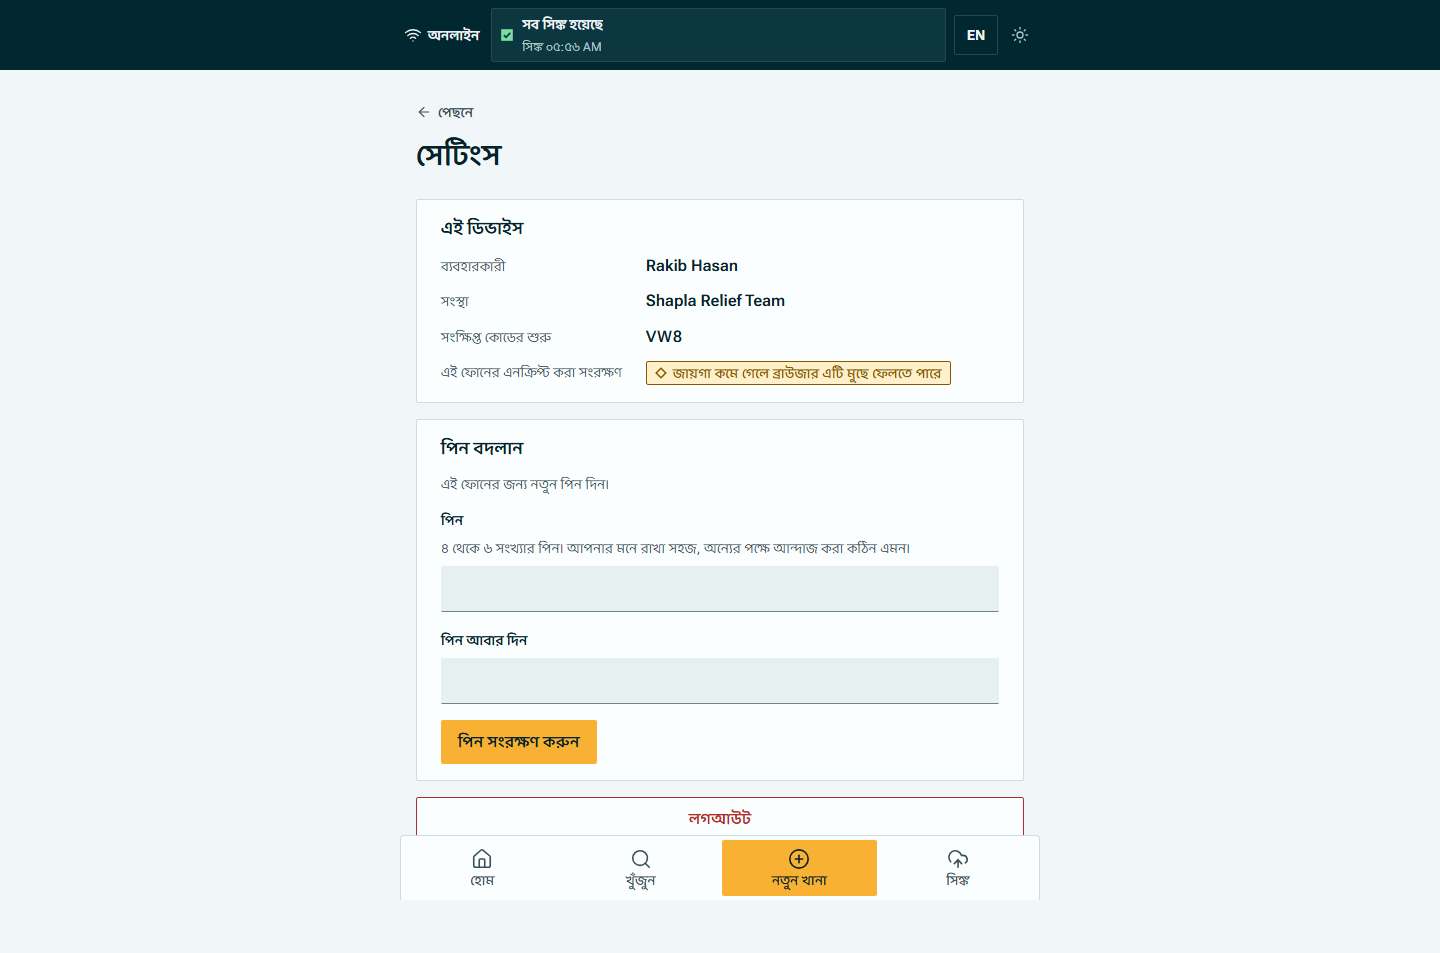 অনলাইন
সব সিঙ্ক হয়েছে
সিঙ্ক ০৫:৫৬ AM
EN
পেছনে
সেটিংস
এই ডিভাইস
ব্যবহারকারী
Rakib Hasan
সংস্থা
Shapla Relief Team
সংক্ষিপ্ত কোডের শুরু
VW8
এই ফোনের এনক্রিপ্ট করা সংরক্ষণ
জায়গা কমে গেলে ব্রাউজার এটি মুছে ফেলতে পারে
পিন বদলান
এই ফোনের জন্য নতুন পিন দিন।
পিন
৪ থেকে ৬ সংখ্যার পিন। আপনার মনে রাখা সহজ, অন্যের পক্ষে আন্দাজ করা কঠিন এমন।
পিন আবার দিন
পিন সংরক্ষণ করুন
লগআউট
হোম
খুঁজুন
নতুন খানা
সিঙ্ক